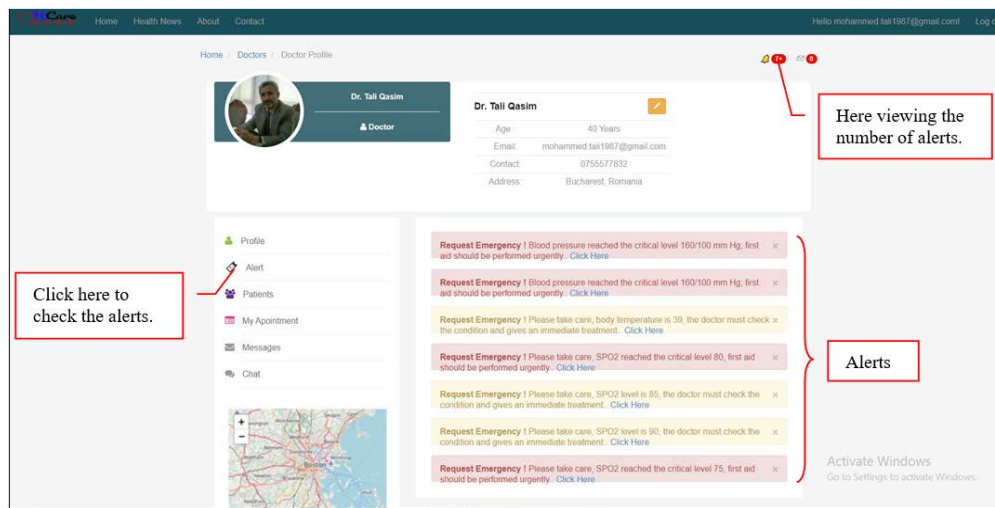 HCare Home Health News About Contact Hello mohammed.tali1987@gmail.com! Log
Home / Doctors / Doctor Profile
7+ 0
Dr. Tali Qasim
Doctor
Dr. Tali Qasim
Age 40 Years
Email: mohammed.tali1987@gmail.com
Contact: 0755577832
Address: Bucharest, Romania
Here viewing the
number of alerts.
Profile
Alert
Patients
My Apointment
Messages
Chat
Click here to
check the alerts.
Request Emergency ! Blood pressure reached the critical level 160/100 mm Hg; first ×
aid should be performed urgently. Click Here
Request Emergency ! Blood pressure reached the critical level 160/100 mm Hg; first ×
aid should be performed urgently. Click Here
Request Emergency ! Please take care, body temperature is 39, the doctor must check ×
the condition and gives an immediate treatment. Click Here
Request Emergency ! Please take care, SPO2 reached the critical level 80, first aid ×
should be performed urgently. Click Here
Request Emergency ! Please take care, SPO2 level is 85, the doctor must check the ×
condition and gives an immediate treatment. Click Here
Request Emergency ! Please take care, SPO2 level is 90, the doctor must check the ×
condition and gives an immediate treatment. Click Here
Request Emergency ! Please take care, SPO2 reached the critical level 75, first aid ×
should be performed urgently. Click Here
Alerts
+
−
Boston
Activate Windows
Go to Settings to activate Windows.